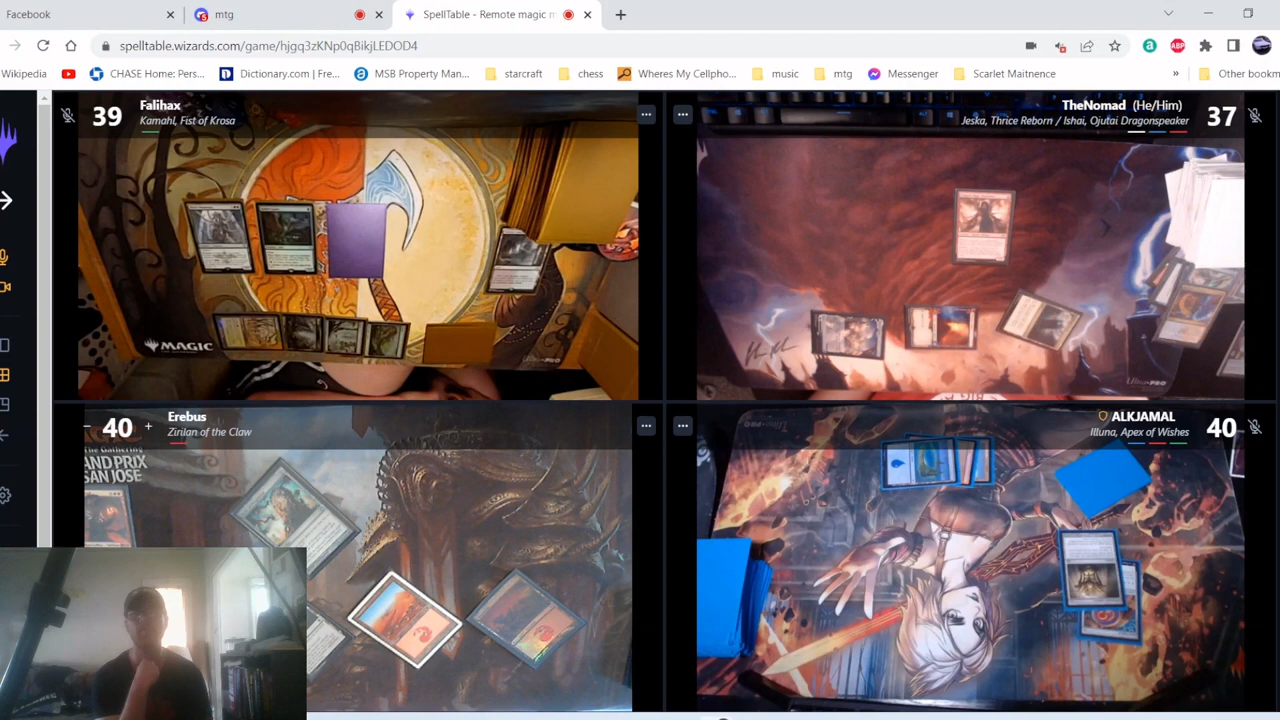 Facebook
mtg
SpellTable - Remote magic m
spelltable.wizards.com/game/hjgq3zKNp0qBikjLEDOD4
ABP
Wikipedia
CHASE Home: Pers...
Dictionary.com | Fre...
MSB Property Man...
starcraft
chess
Wheres My Cellpho...
music
mtg
Messenger
Scarlet Maitnence
»
Other bookm
39
Falihax
Kamahl, Fist of Krosa
MAGIC
TheNomad (He/Him)
Jeska, Thrice Reborn / Ishai, Ojutai Dragonspeaker
37
- 40 +
Erebus
Zirilan of the Claw
The Gathering
AND PRIX
SAN JOSE
ALKJAMAL
Illuna, Apex of Wishes
40